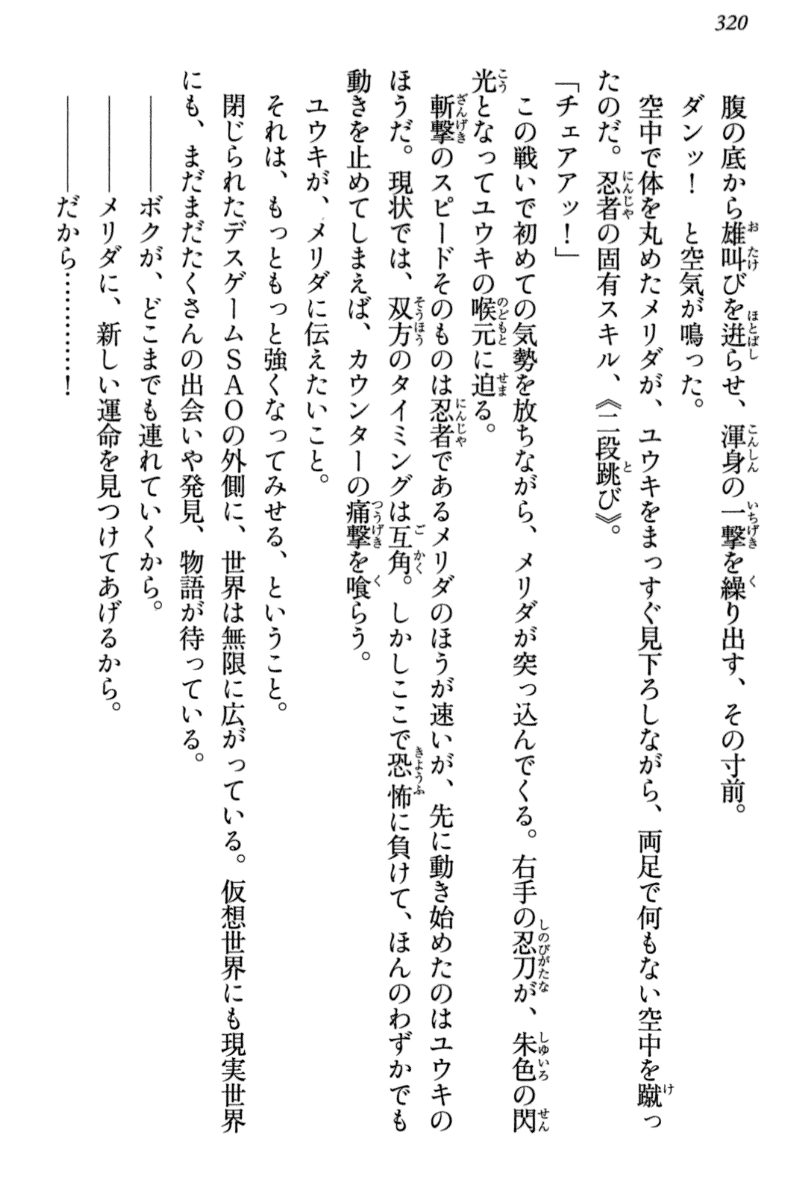 320
腹の底から雄叫びを迸らせ、渾身の一撃を繰り出す、その寸前。
ダンッ！　と空気が鳴った。
空中で体を丸めたメリダが、ユウキをまっすぐ見下ろしながら、両足で何もない空中を蹴っ
たのだ。忍者の固有スキル、《二段跳び》。
「チェアアッ！」
この戦いで初めての気勢を放ちながら、メリダが突っ込んでくる。右手の忍刀が、朱色の閃
光となってユウキの喉元に迫る。
斬撃のスピードそのものは忍者であるメリダのほうが速いが、先に動き始めたのはユウキの
ほうだ。現状では、双方のタイミングは互角。しかしここで恐怖に負けて、ほんのわずかでも
動きを止めてしまえば、カウンターの痛撃を喰らう。
ユウキが、メリダに伝えたいこと。
それは、もっともっと強くなってみせる、ということ。
閉じられたデスゲームＳＡＯの外側に、世界は無限に広がっている。仮想世界にも現実世界
にも、まだまだたくさんの出会いや発見、物語が待っている。
――ボクが、どこまでも連れていくから。
――メリダに、新しい運命を見つけてあげるから。
――だから…………！